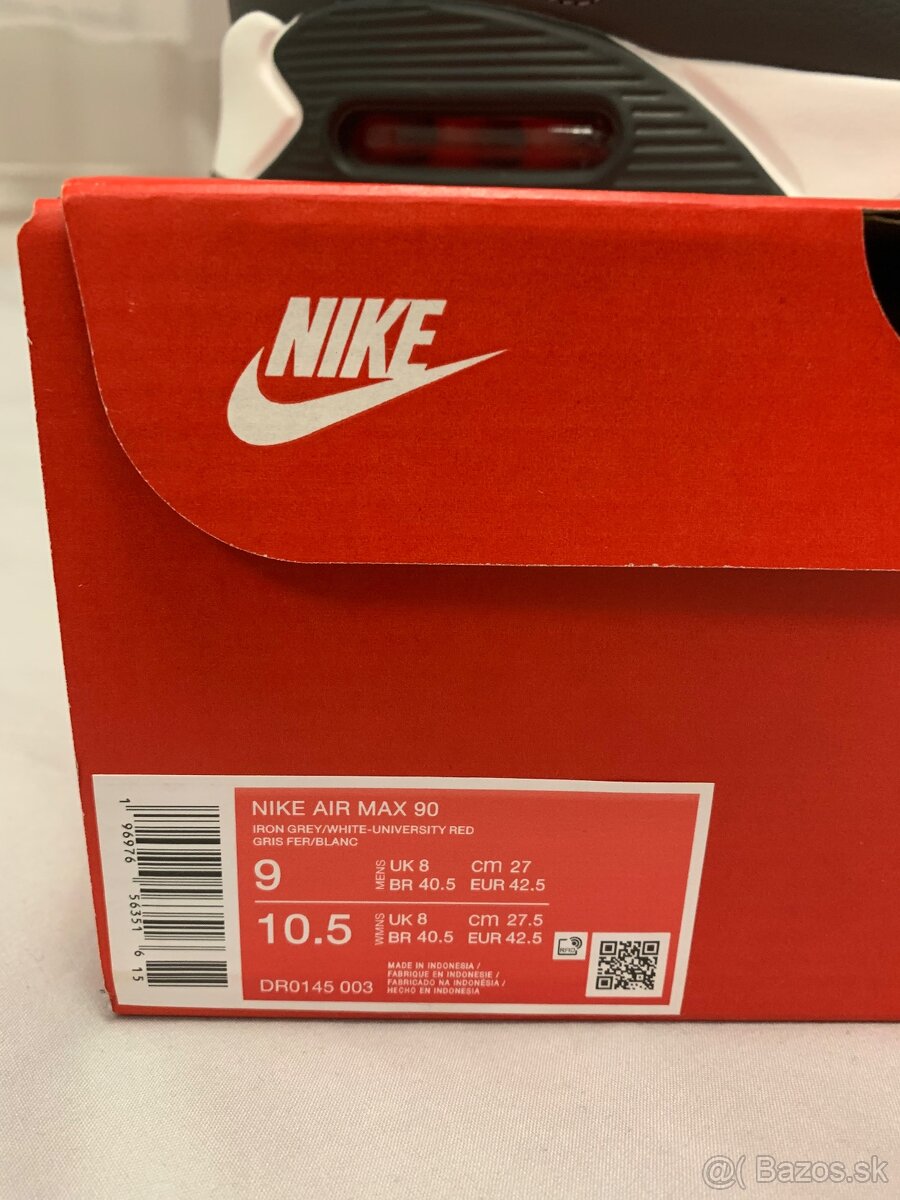 NIKE
NIKE AIR MAX 90
IRON GREY/WHITE-UNIVERSITY RED
GRIS FER/BLANC
9 MENS UK 8 cm 27
BR 40.5 EUR 42.5
10.5 WMNS UK 8 cm 27.5
BR 40.5 EUR 42.5
RFID
DR0145 003
MADE IN INDONESIA /
FABRIQUE EN INDONESIE /
FABRICADO NA INDONÉSIA /
HECHO EN INDONESIA
1 96976 56351 6 15
@( Bazos.sk